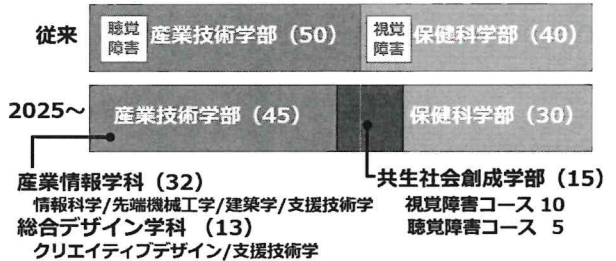 従来 聴覚障害 産業技術学部（50） 視覚障害 保健科学部（40）
2025～ 産業技術学部（45） 保健科学部（30）
産業情報学科（32）
情報科学/先端機械工学/建築学/支援技術学
総合デザイン学科（13）
クリエイティブデザイン/支援技術学
共生社会創成学部（15）
視覚障害コース 10
聴覚障害コース 5